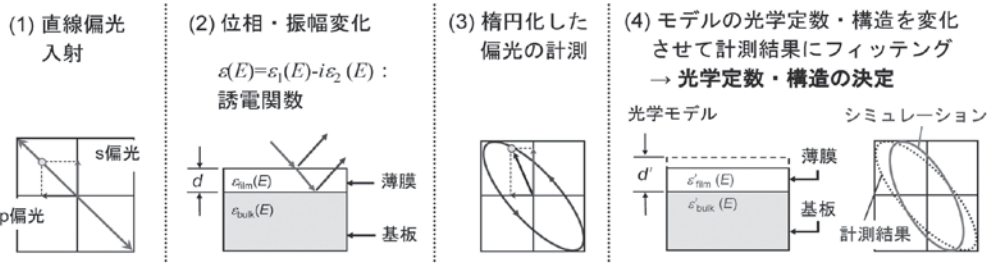 (1) 直線偏光
入射
s偏光
p偏光
(2) 位相・振幅変化
ε(E)=ε₁(E)-iε₂(E)：
誘電関数
d
εfilm(E)
εbulk(E)
薄膜
基板
(3) 楕円化した
偏光の計測
(4) モデルの光学定数・構造を変化
させて計測結果にフィッテング
→ 光学定数・構造の決定
光学モデル
d'
ε'film(E)
ε'bulk(E)
薄膜
基板
シミュレーション
計測結果